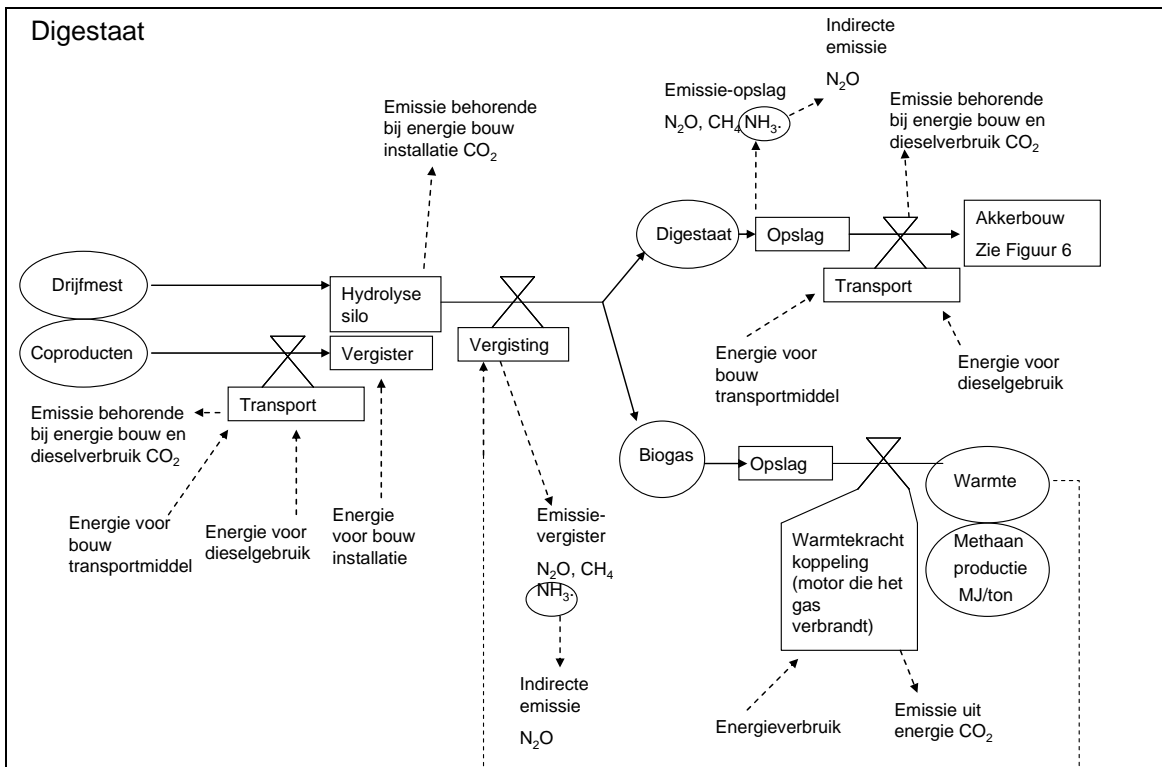 Digestaat
Indirecte
emissie
N₂O
Emissie-opslag
N₂O, CH₄ NH₃.
Emissie behorende
bij energie bouw en
dieselverbruik CO₂
Emissie behorende
bij energie bouw
installatie CO₂
Drijfmest
Coproducten
Hydrolyse
silo
Vergister
Transport
Vergisting
Digestaat
Opslag
Transport
Akkerbouw
Zie Figuur 6
Energie voor
bouw
transportmiddel
Energie voor
dieselgebruik
Emissie behorende
bij energie bouw en
dieselverbruik CO₂
Energie voor
bouw
transportmiddel
Energie voor
dieselgebruik
Energie
voor bouw
installatie
Emissie-
vergister
N₂O, CH₄
NH₃.
Indirecte
emissie
N₂O
Biogas
Opslag
Warmtekracht
koppeling
(motor die het
gas
verbrandt)
Warmte
Methaan
productie
MJ/ton
Energieverbruik
Emissie uit
energie CO₂